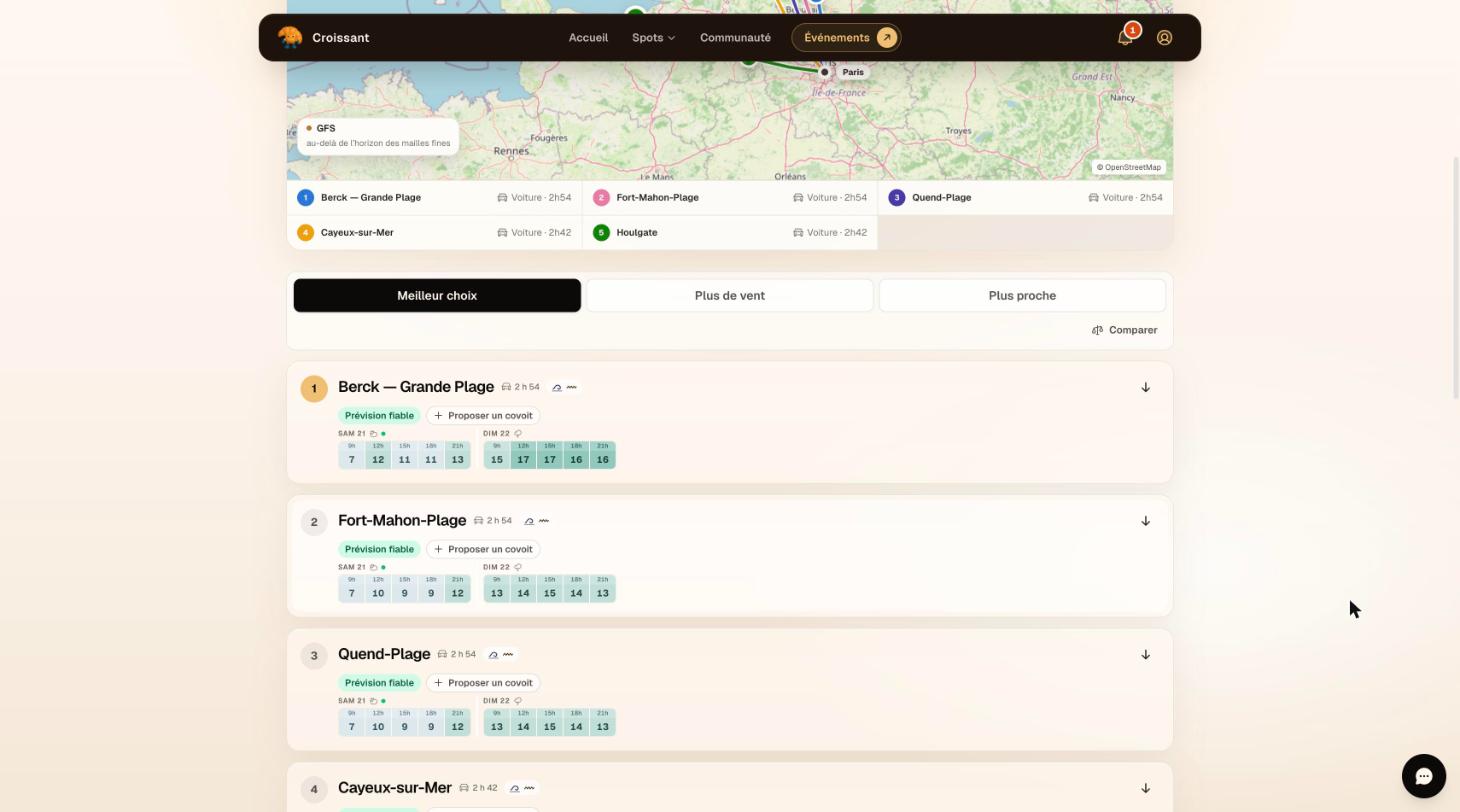 Croissant
Accueil
Spots
Communauté
Événements
1
Paris
Île-de-France
Grand Est
Nancy
Troyes
Fougères
Rennes
Le Mans
Orléans
GFS
au-delà de l'horizon des mailles fines
© OpenStreetMap
1 Berck — Grande Plage Voiture · 2h54
2 Fort-Mahon-Plage Voiture · 2h54
3 Quend-Plage Voiture · 2h54
4 Cayeux-sur-Mer Voiture · 2h42
5 Houlgate Voiture · 2h42
Meilleur choix
Plus de vent
Plus proche
Comparer
1 Berck — Grande Plage 2 h 54
Prévision fiable + Proposer un covoit
SAM 21 DIM 22
9h 12h 15h 18h 21h 9h 12h 15h 18h 21h
7 12 11 11 13 15 17 17 16 16
2 Fort-Mahon-Plage 2 h 54
Prévision fiable + Proposer un covoit
SAM 21 DIM 22
9h 12h 15h 18h 21h 9h 12h 15h 18h 21h
7 10 9 9 12 13 14 15 14 13
3 Quend-Plage 2 h 54
Prévision fiable + Proposer un covoit
SAM 21 DIM 22
9h 12h 15h 18h 21h 9h 12h 15h 18h 21h
7 10 9 9 12 13 14 15 14 13
4 Cayeux-sur-Mer 2 h 42